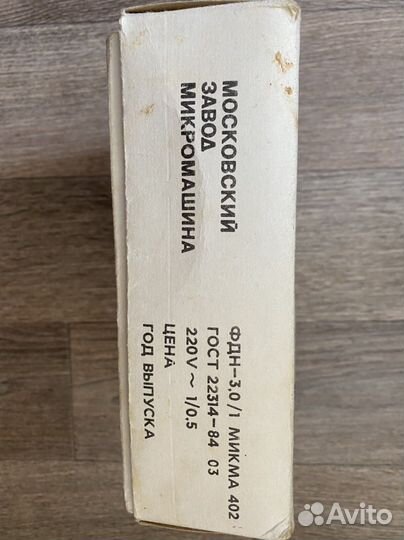 МОСКОВСКИЙ
ЗАВОД
МИКРОМАШИНА
ФДН-3,0/1 МИКМА 402
ГОСТ 22314-84 03
220V ~ 1/0,5
ЦЕНА
ГОД ВЫПУСКА
Avito